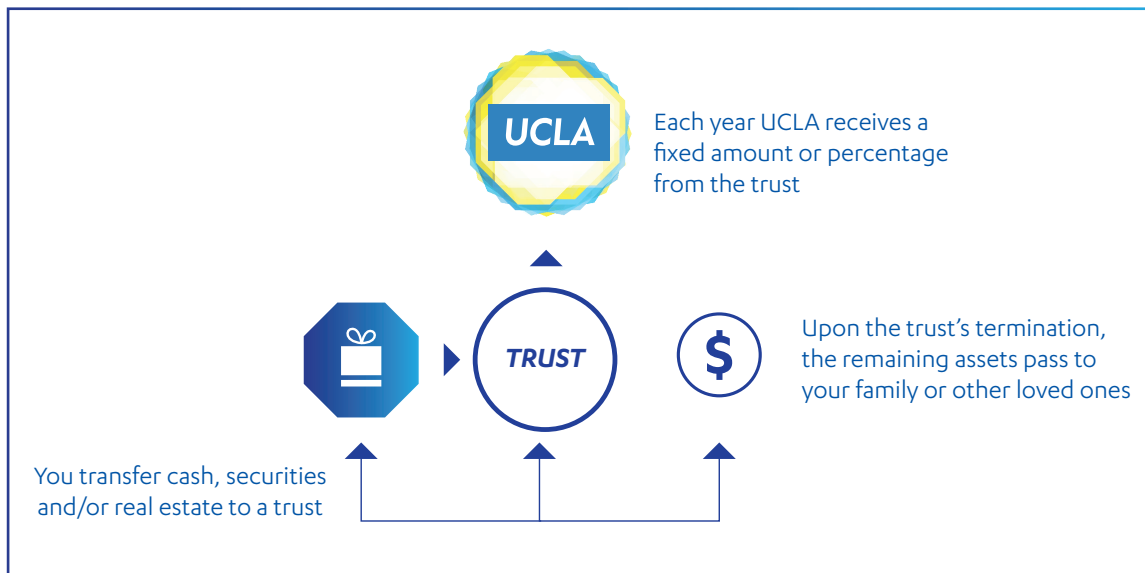 UCLA
Each year UCLA receives a
fixed amount or percentage
from the trust
TRUST
$
Upon the trust’s termination,
the remaining assets pass to
your family or other loved ones
You transfer cash, securities
and/or real estate to a trust